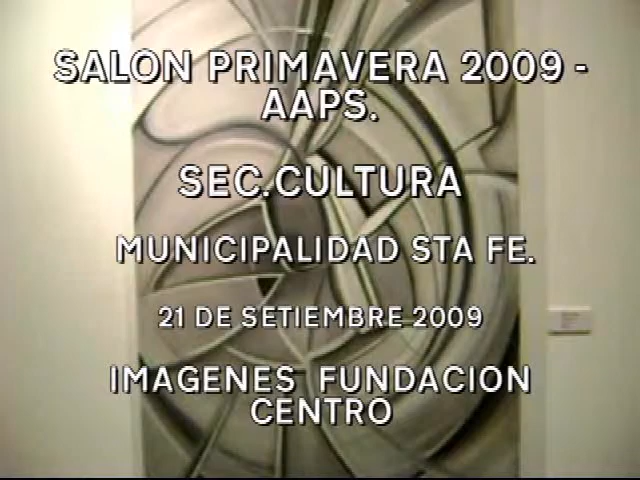 SALON PRIMAVERA 2009 -
AAPS.
SEC.CULTURA
MUNICIPALIDAD STA FE.
21 DE SETIEMBRE 2009
IMAGENES FUNDACION
CENTRO